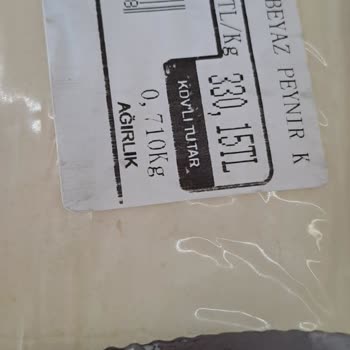 BEYAZ PEYNIR K
TL/Kg 330,15TL
KDV'Lİ TUTAR
0,710Kg
AĞIRLIK